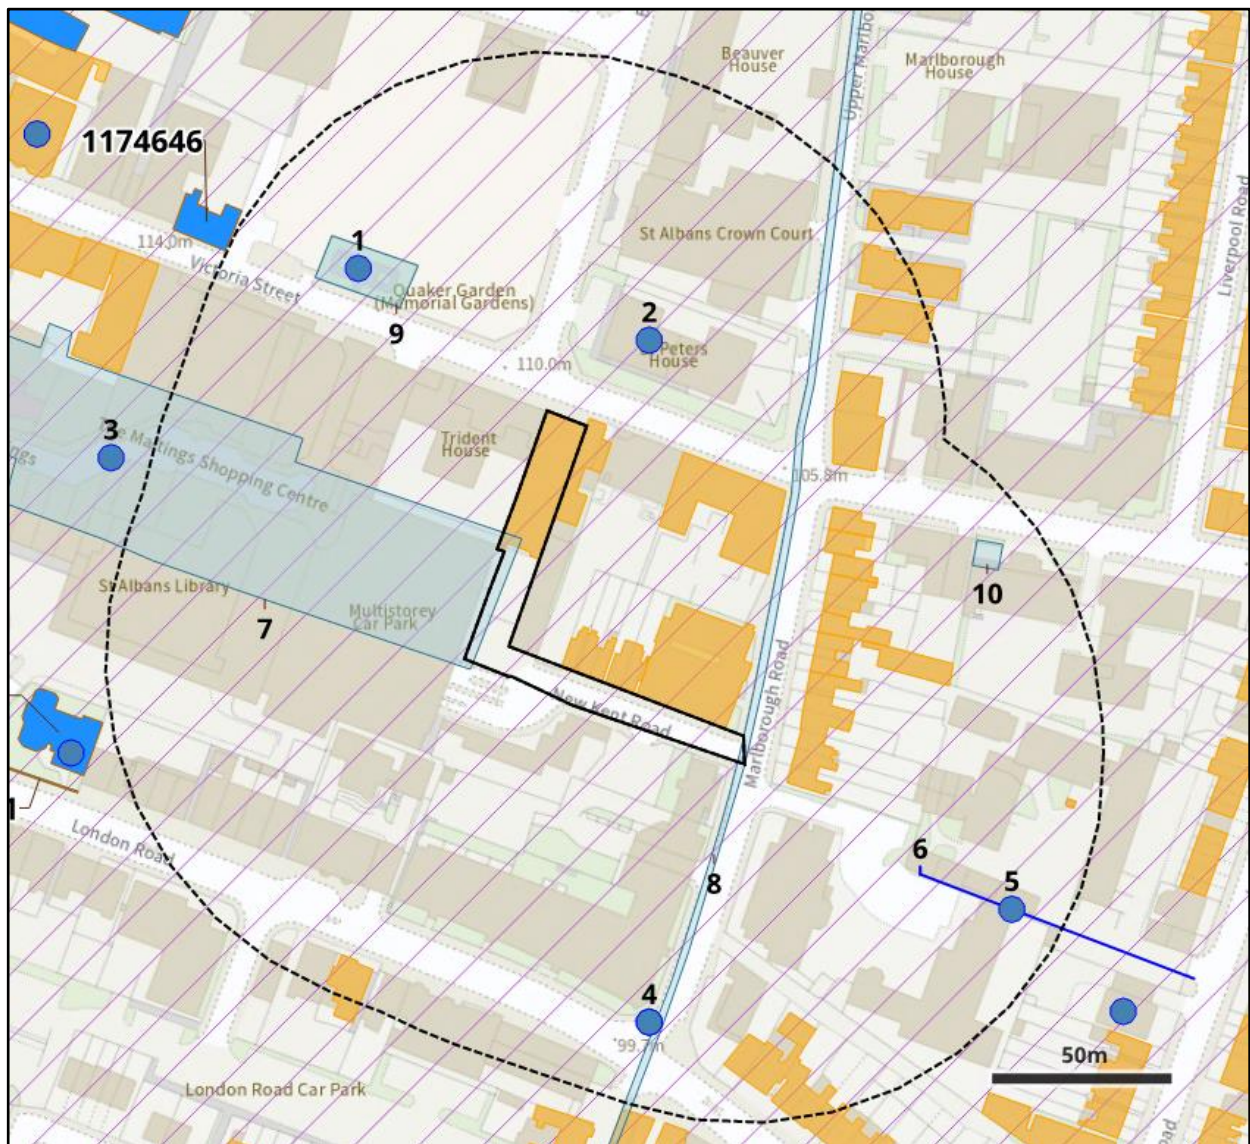 Beauver
House
Marlborough
House
Upper Marlbo
1174646
114.0m
Victoria Street
1
Quaker Garden
(Memorial Gardens)
9
St Albans Crown Court
2
Peters
House
110.0m
Liverpool Road
3
Maltings Shopping Centre
ngs
Trident
House
105.8m
St Albans Library
7
Multistorey
Car Park
10
New Kent Road
Marlborough Road
London Road
8
6
5
4
99.7m
50m
London Road Car Park
ad